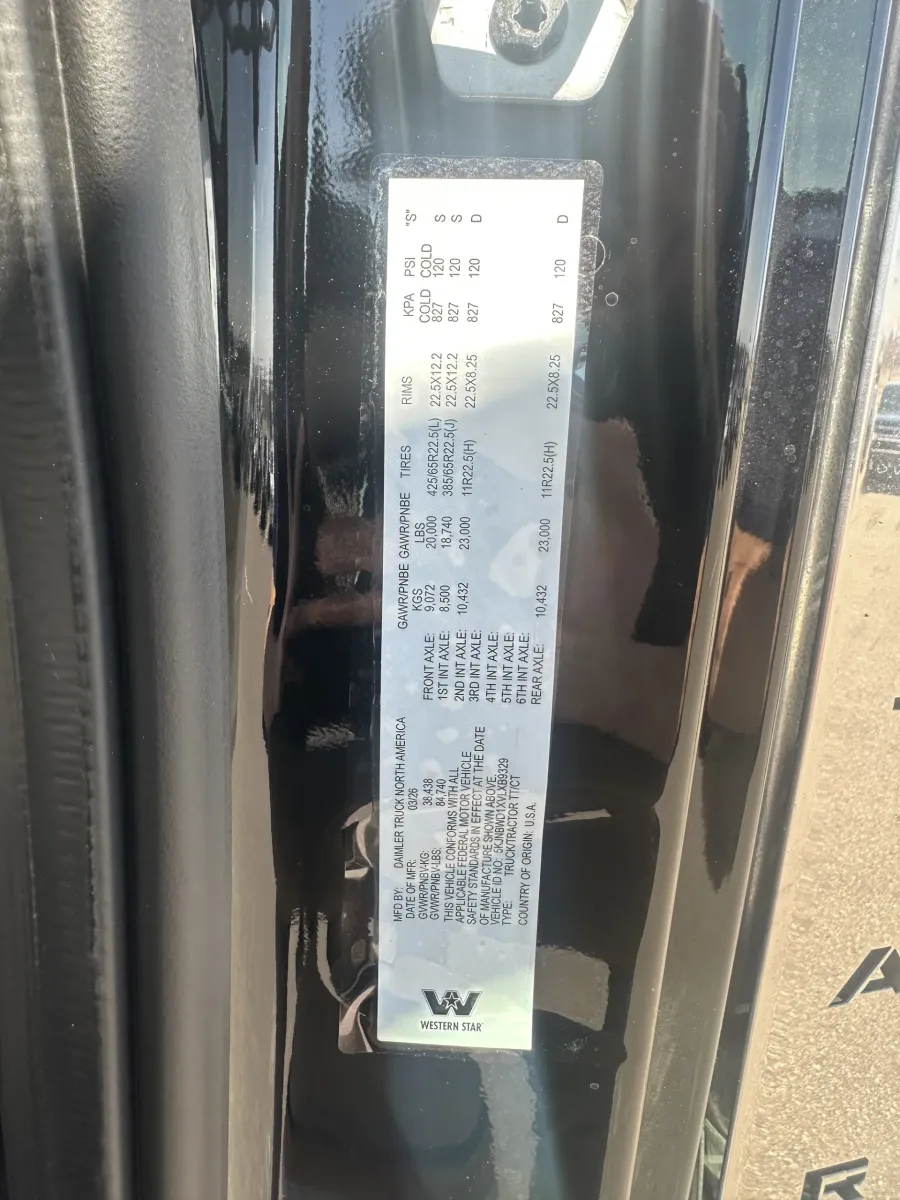 WESTERN STAR
MFD BY: DAIMLER TRUCK NORTH AMERICA
DATE OF MFR: 03/26
GVWR/PNBV-KG: 38,438
GVWR/PNBV-LBS: 84,740
THIS VEHICLE CONFORMS WITH ALL
APPLICABLE FEDERAL MOTOR VEHICLE
SAFETY STANDARDS IN EFFECT AT THE DATE
OF MANUFACTURE SHOWN ABOVE.
VEHICLE ID NO: 5KJNBWD1XVLXB9329
TYPE: TRUCK/TRACTOR TT/CT
COUNTRY OF ORIGIN: U.S.A.
GAWR/PNBE GAWR/PNBE TIRES RIMS KPA PSI "S"
KGS LBS COLD COLD
FRONT AXLE: 9,072 20,000 425/65R22.5(L) 22.5X12.2 827 120 S
1ST INT AXLE: 8,500 18,740 385/65R22.5(J) 22.5X12.2 827 120 S
2ND INT AXLE: 10,432 23,000 11R22.5(H) 22.5X8.25 827 120 D
3RD INT AXLE:
4TH INT AXLE:
5TH INT AXLE:
6TH INT AXLE:
REAR AXLE: 10,432 23,000 11R22.5(H) 22.5X8.25 827 120 D